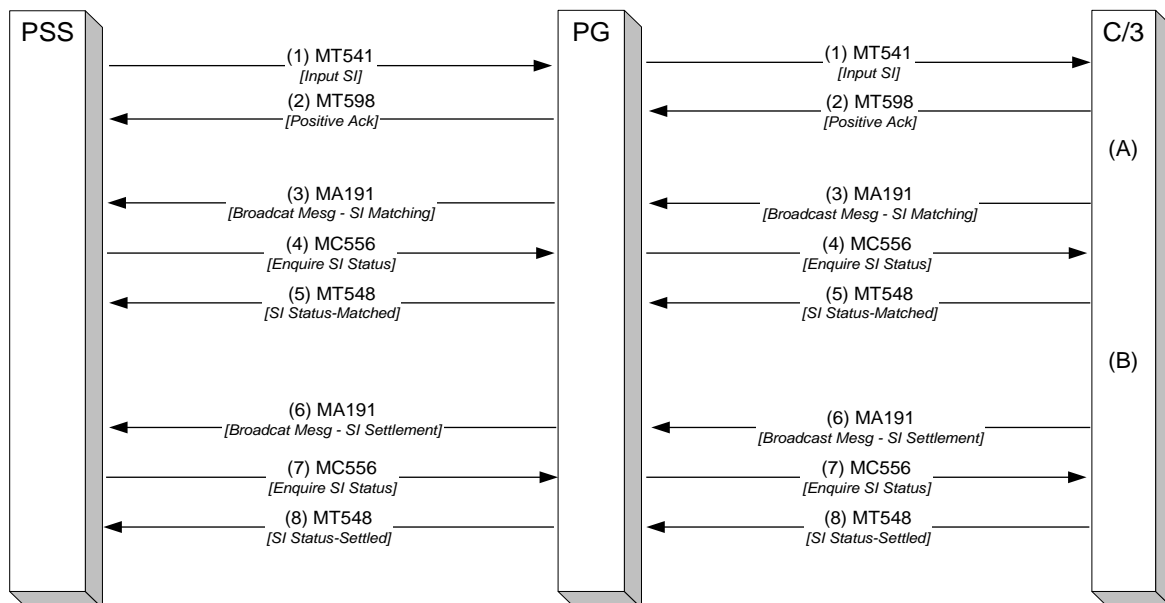 PSS
PG
C/3
(1) MT541
[Input SI]
(1) MT541
[Input SI]
(2) MT598
[Positive Ack]
(2) MT598
[Positive Ack]
(A)
(3) MA191
[Broadcat Mesg - SI Matching]
(3) MA191
[Broadcast Mesg - SI Matching]
(4) MC556
[Enquire SI Status]
(4) MC556
[Enquire SI Status]
(5) MT548
[SI Status-Matched]
(5) MT548
[SI Status-Matched]
(B)
(6) MA191
[Broadcat Mesg - SI Settlement]
(6) MA191
[Broadcast Mesg - SI Settlement]
(7) MC556
[Enquire SI Status]
(7) MC556
[Enquire SI Status]
(8) MT548
[SI Status-Settled]
(8) MT548
[SI Status-Settled]